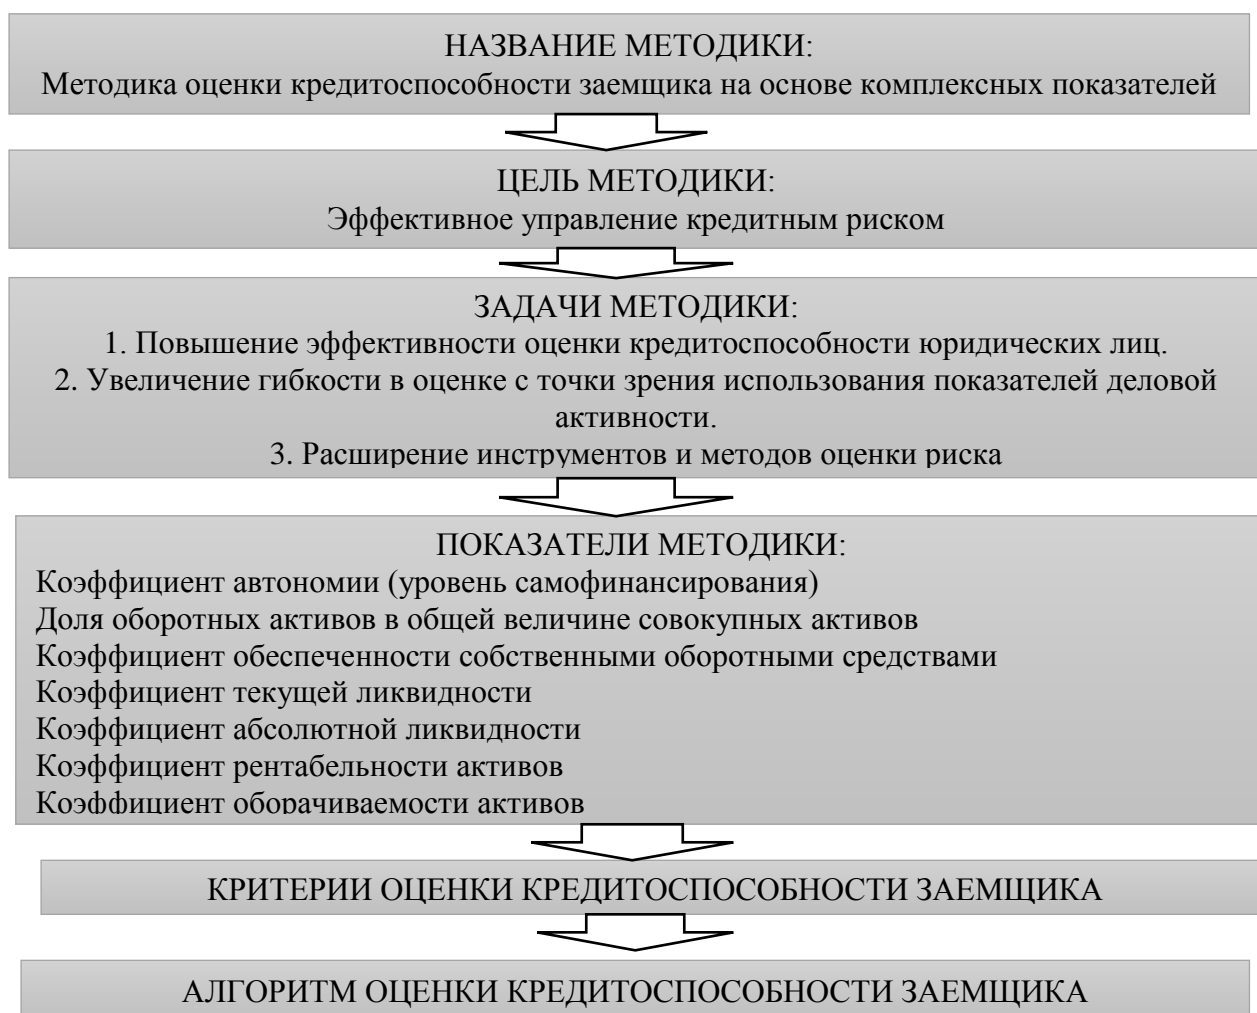 НАЗВАНИЕ МЕТОДИКИ:
Методика оценки кредитоспособности заемщика на основе комплексных показателей
ЦЕЛЬ МЕТОДИКИ:
Эффективное управление кредитным риском
ЗАДАЧИ МЕТОДИКИ:
1. Повышение эффективности оценки кредитоспособности юридических лиц.
2. Увеличение гибкости в оценке с точки зрения использования показателей деловой
активности.
3. Расширение инструментов и методов оценки риска
ПОКАЗАТЕЛИ МЕТОДИКИ:
Коэффициент автономии (уровень самофинансирования)
Доля оборотных активов в общей величине совокупных активов
Коэффициент обеспеченности собственными оборотными средствами
Коэффициент текущей ликвидности
Коэффициент абсолютной ликвидности
Коэффициент рентабельности активов
Коэффициент оборачиваемости активов
КРИТЕРИИ ОЦЕНКИ КРЕДИТОСПОСОБНОСТИ ЗАЕМЩИКА
АЛГОРИТМ ОЦЕНКИ КРЕДИТОСПОСОБНОСТИ ЗАЕМЩИКА